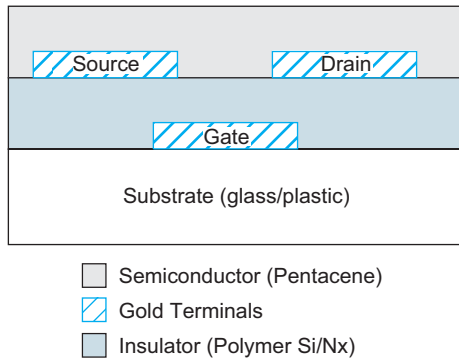 Source
Drain
Gate
Substrate (glass/plastic)
Semiconductor (Pentacene)
Gold Terminals
Insulator (Polymer Si/Nx)